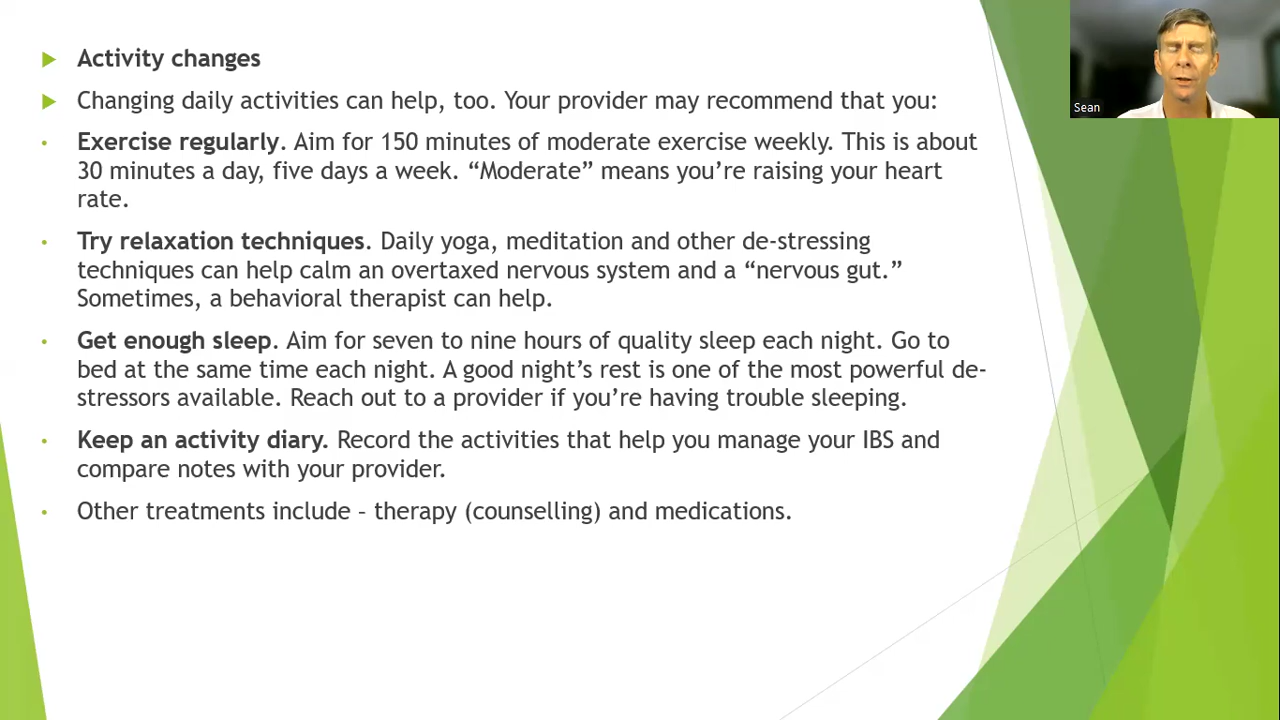 Activity changes
Changing daily activities can help, too. Your provider may recommend that you:
Exercise regularly. Aim for 150 minutes of moderate exercise weekly. This is about
30 minutes a day, five days a week. “Moderate” means you’re raising your heart
rate.
Try relaxation techniques. Daily yoga, meditation and other de-stressing
techniques can help calm an overtaxed nervous system and a “nervous gut.”
Sometimes, a behavioral therapist can help.
Get enough sleep. Aim for seven to nine hours of quality sleep each night. Go to
bed at the same time each night. A good night’s rest is one of the most powerful de-
stressors available. Reach out to a provider if you’re having trouble sleeping.
Keep an activity diary. Record the activities that help you manage your IBS and
compare notes with your provider.
Other treatments include – therapy (counselling) and medications.
Sean